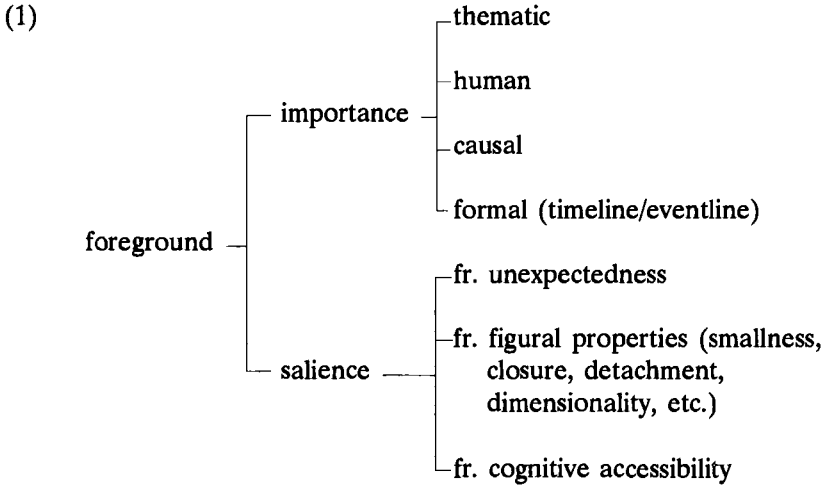 (1)
thematic
human
importance
causal
formal (timeline/eventline)
foreground
fr. unexpectedness
fr. figural properties (smallness,
closure, detachment,
dimensionality, etc.)
salience
fr. cognitive accessibility